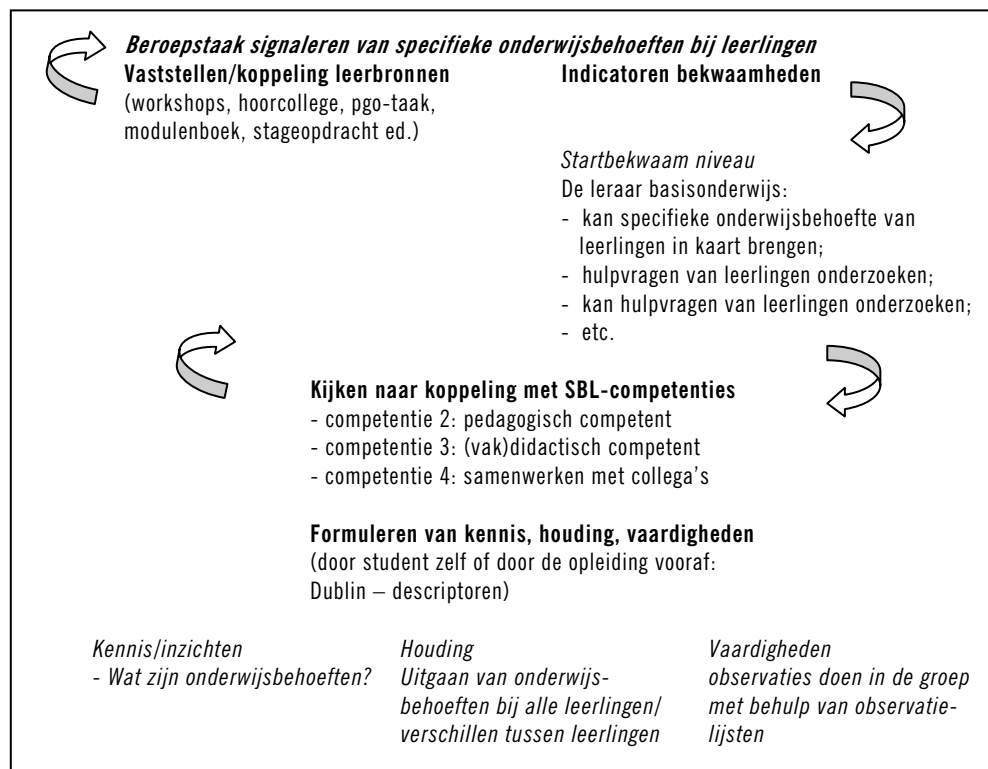 Beroepstaak signaleren van specifieke onderwijsbehoeften bij leerlingen
Vaststellen/koppeling leerbronnen
(workshops, hoorcollege, pgo-taak,
modulenboek, stageopdracht ed.)
Indicatoren bekwaamheden
Startbekwaam niveau
De leraar basisonderwijs:
- kan specifieke onderwijsbehoefte van
leerlingen in kaart brengen;
- hulpvragen van leerlingen onderzoeken;
- kan hulpvragen van leerlingen onderzoeken;
- etc.
Kijken naar koppeling met SBL-competenties
- competentie 2: pedagogisch competent
- competentie 3: (vak)didactisch competent
- competentie 4: samenwerken met collega's
Formuleren van kennis, houding, vaardigheden
(door student zelf of door de opleiding vooraf:
Dublin – descriptoren)
Kennis/inzichten
- Wat zijn onderwijsbehoeften?
Houding
Uitgaan van onderwijs-
behoeften bij alle leerlingen/
verschillen tussen leerlingen
Vaardigheden
observaties doen in de groep
met behulp van observatie-
lijsten